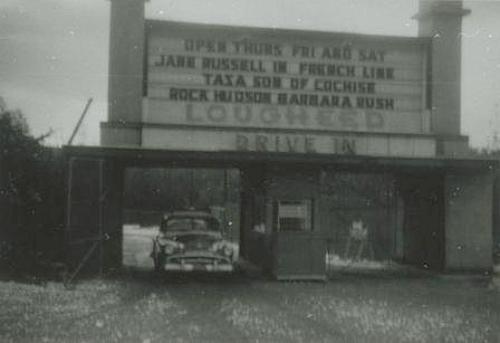 OPEN THURS FRI AND SAT
JANE RUSSELL IN FRENCH LINE
TAZA SON OF COCHISE
ROCK HUDSON BARBARA RUSH
LOUGHEED
DRIVE IN